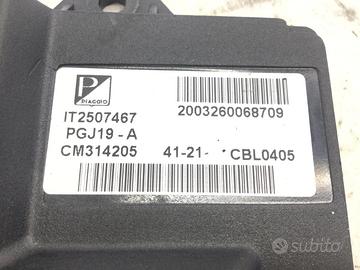 P
PIAGGIO
IT2507467 2003260068709
PGJ19 - A
CM314205 41-21- CBL0405
subito